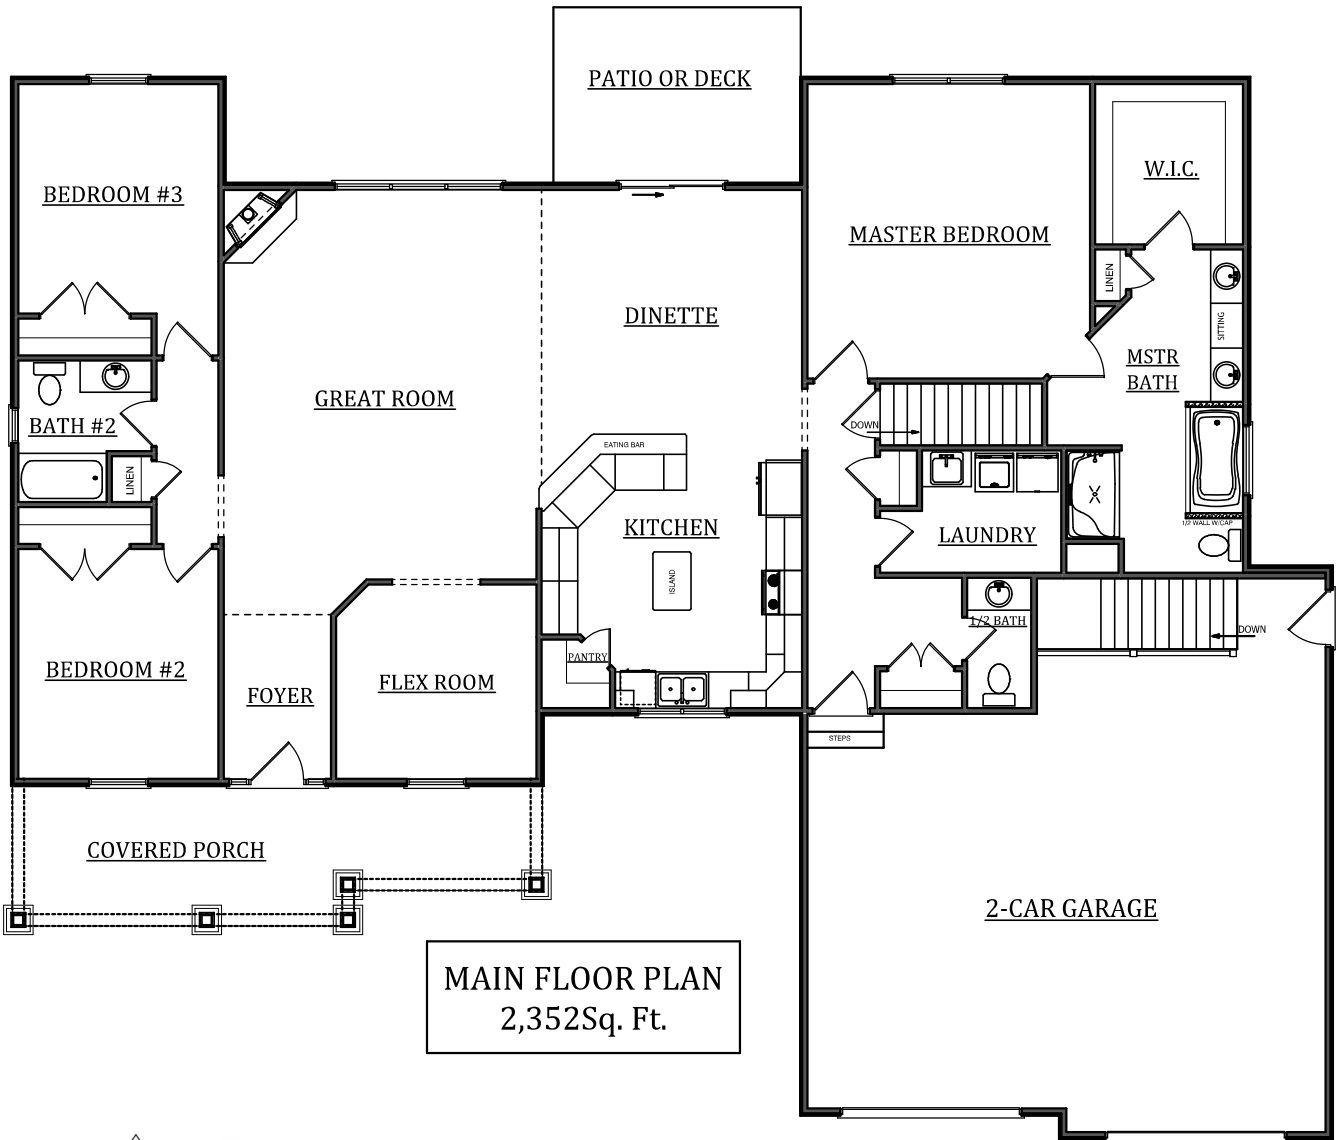 PATIO OR DECK
BEDROOM #3
W.I.C.
MASTER BEDROOM
LINEN
DINETTE
SITTING
MSTR
BATH
GREAT ROOM
BATH #2
DOWN
EATING BAR
LINEN
KITCHEN
LAUNDRY
1/2 WALL W/CAP
ISLAND
1/2 BATH
DOWN
PANTRY
BEDROOM #2
FOYER
FLEX ROOM
STEPS
COVERED PORCH
2-CAR GARAGE
MAIN FLOOR PLAN
2,352Sq. Ft.